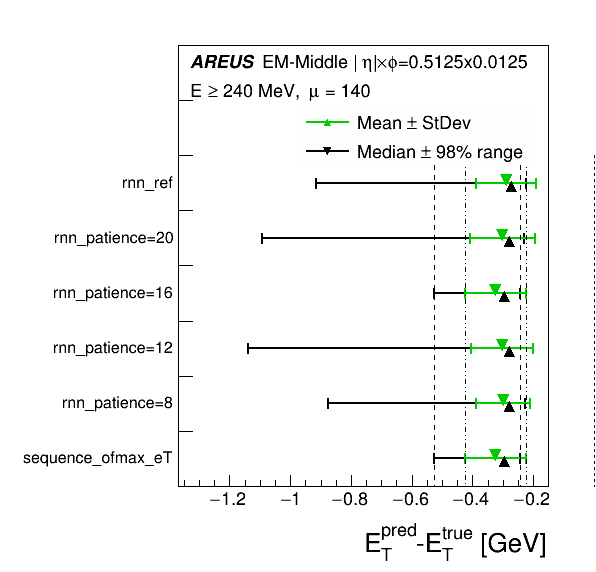 AREUS EM-Middle | η|×ϕ=0.5125x0.0125
E ≥ 240 MeV, μ = 140
Mean ± StDev
Median ± 98% range
rnn_ref
rnn_patience=20
rnn_patience=16
rnn_patience=12
rnn_patience=8
sequence_ofmax_eT
−1.2 −1 −0.8 −0.6 −0.4 −0.2
E_T^pred-E_T^true [GeV]